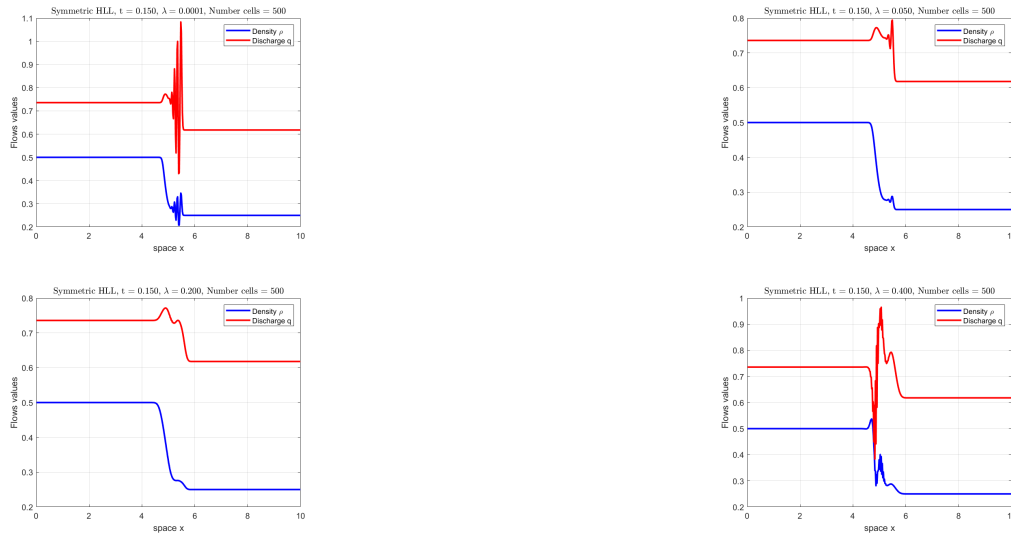 Symmetric HLL, t = 0.150, λ = 0.0001, Number cells = 500
Density ρ
Discharge q
Flows values
1.1
1
0.9
0.8
0.7
0.6
0.5
0.4
0.3
0.2
0 2 4 6 8 10
space x
Symmetric HLL, t = 0.150, λ = 0.050, Number cells = 500
Density ρ
Discharge q
Flows values
0.8
0.7
0.6
0.5
0.4
0.3
0.2
0 2 4 6 8 10
space x
Symmetric HLL, t = 0.150, λ = 0.200, Number cells = 500
Density ρ
Discharge q
Flows values
0.8
0.7
0.6
0.5
0.4
0.3
0.2
0 2 4 6 8 10
space x
Symmetric HLL, t = 0.150, λ = 0.400, Number cells = 500
Density ρ
Discharge q
Flows values
1
0.9
0.8
0.7
0.6
0.5
0.4
0.3
0.2
0 2 4 6 8 10
space x